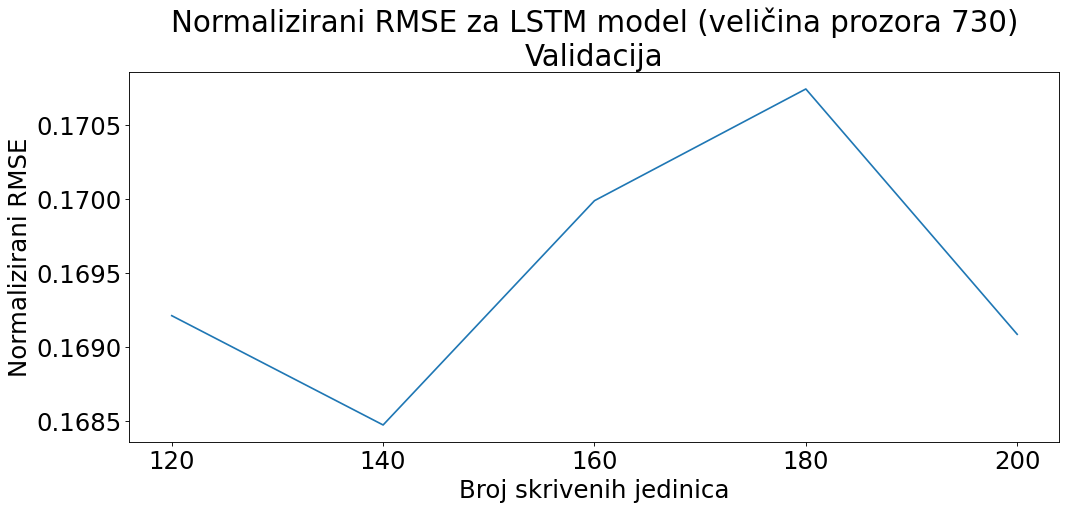 Normalizirani RMSE za LSTM model (veličina prozora 730)
Validacija
Normalizirani RMSE
0.1705
0.1700
0.1695
0.1690
0.1685
120 140 160 180 200
Broj skrivenih jedinica